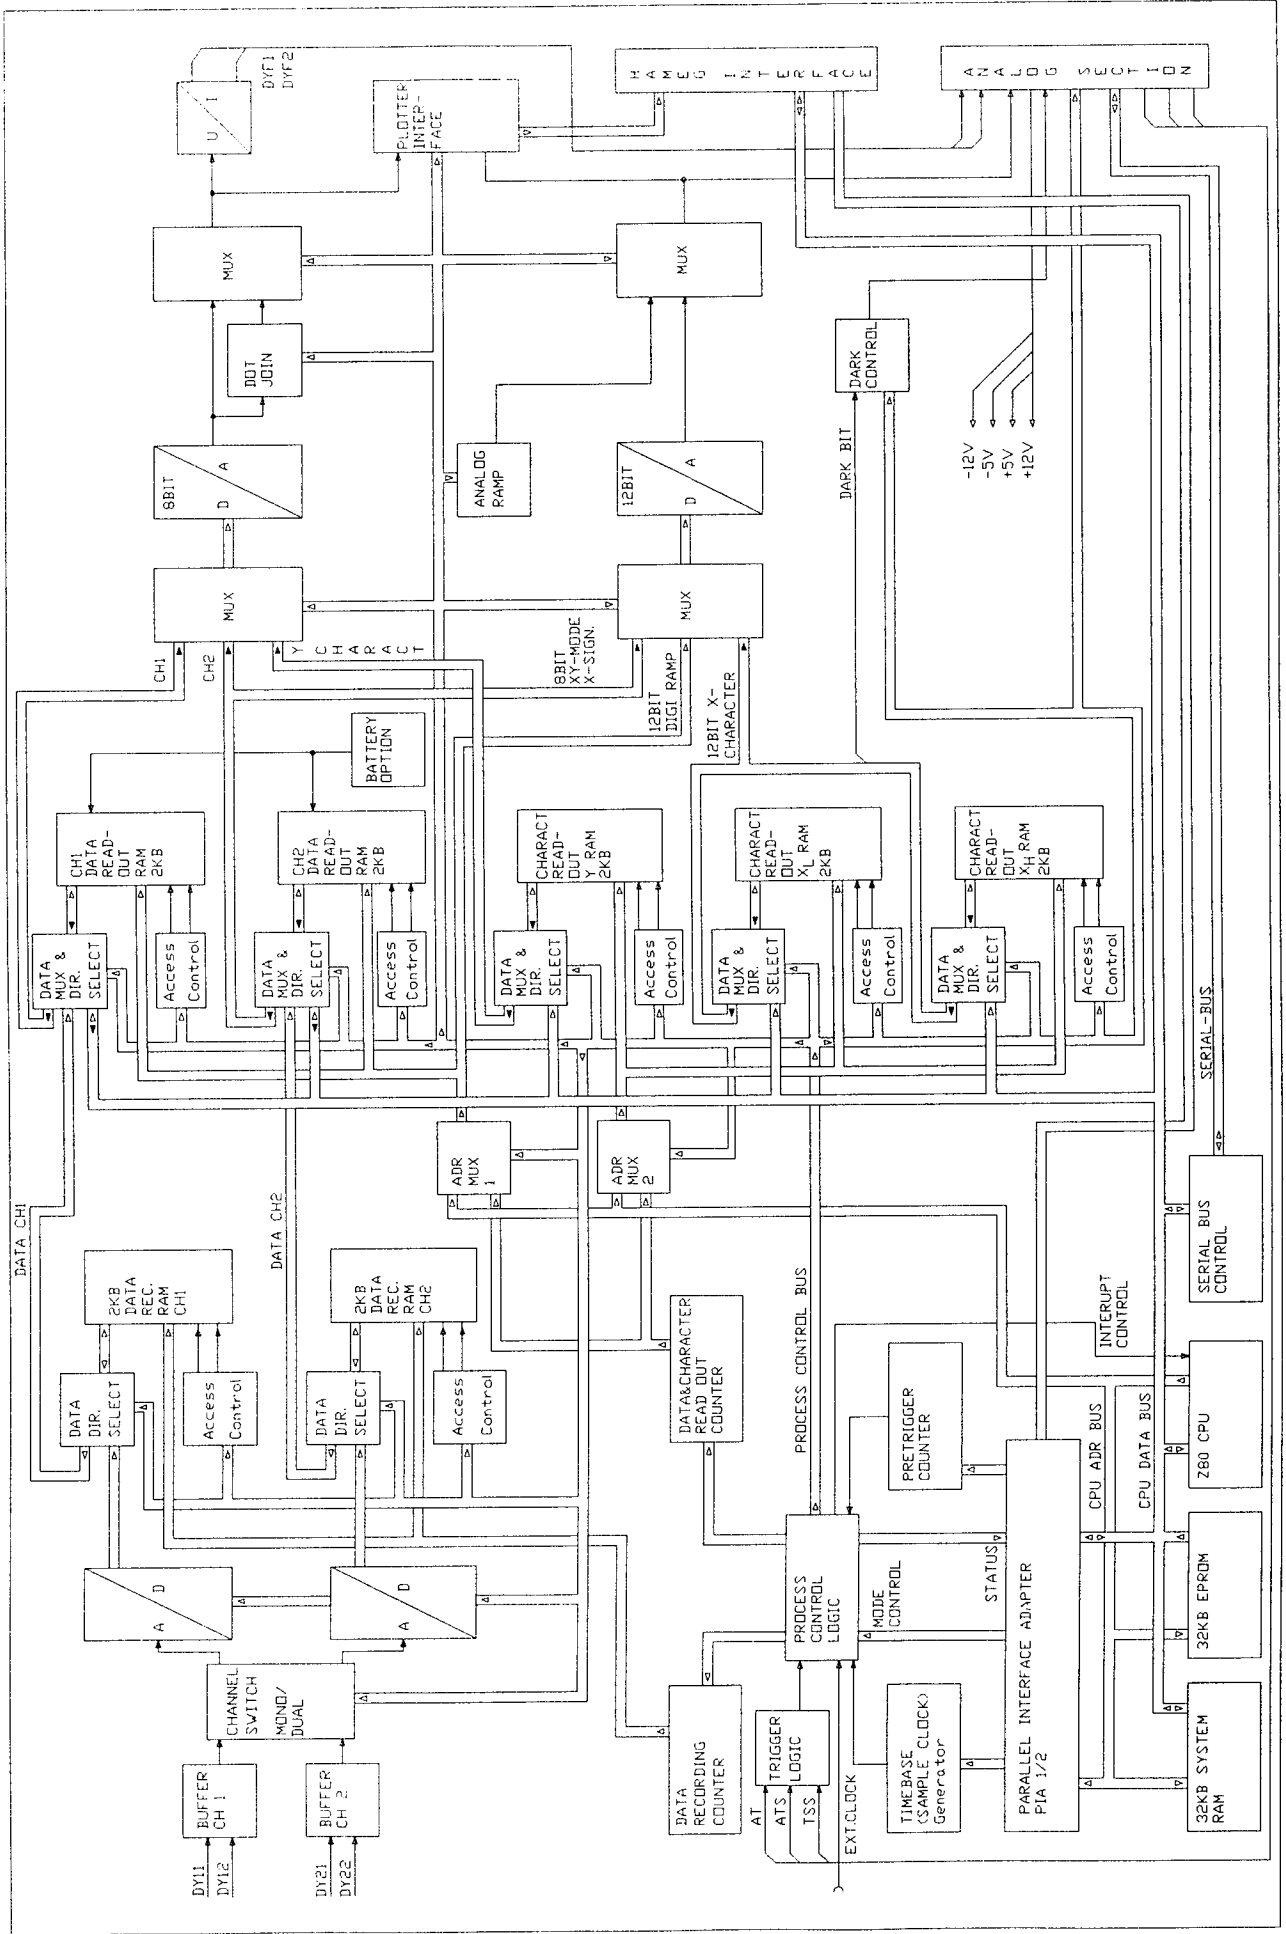 DY11
DY12
DY21
DY22
BUFFER
CH 1
BUFFER
CH 2
CHANNEL
SWITCH
MONO/
DUAL
A
D
A
D
DATA CH1
DATA
DIR.
SELECT
Access
Control
2KB
DATA
REC.
RAM
CH1
DATA CH2
DATA
DIR.
SELECT
Access
Control
2KB
DATA
REC.
RAM
CH2
DATA
MUX &
DIR.
SELECT
Access
Control
CH1
DATA
READ-
OUT
RAM
2KB
DATA
MUX &
DIR.
SELECT
Access
Control
CH2
DATA
READ-
OUT
RAM
2KB
BATTERY
OPTION
CH1
CH2
Y CHARACT
MUX
8BIT
D
A
DOT
JOIN
MUX
U
I
DYF1
DYF2
PLOTTER
INTER-
FACE
ANALOG
RAMP
8BIT
XY-MODE
X-SIGN.
12BIT
DIGI RAMP
12BIT X-
CHARACTER
MUX
12BIT
D
A
MUX
HAMEG INTERFACE
ANALOG SECTION
ADR
MUX
1
ADR
MUX
2
DATA
MUX &
DIR.
SELECT
Access
Control
CHARACT
READ-
OUT
Y RAM
2KB
DATA
MUX &
DIR.
SELECT
Access
Control
CHARACT
READ-
OUT
XL RAM
2KB
DATA
MUX &
DIR.
SELECT
Access
Control
CHARACT
READ-
OUT
XH RAM
2KB
DARK BIT
DARK
CONTROL
-12V
-5V
+5V
+12V
DATA
RECORDING
COUNTER
DATA&CHARACTER
READ OUT
COUNTER
AT
ATS
TSS
TRIGGER
LOGIC
EXT.CLOCK
PROCESS
CONTROL
LOGIC
PROCESS CONTROL BUS
MODE
CONTROL
STATUS
TIMEBASE
(SAMPLE CLOCK)
Generator
PRETRIGGER
COUNTER
PARALLEL INTERFACE ADAPTER
PIA 1/2
INTERUPT
CONTROL
CPU ADR BUS
CPU DATA BUS
32KB SYSTEM
RAM
32KB EPROM
Z80 CPU
SERIAL BUS
CONTROL
SERIAL-BUS